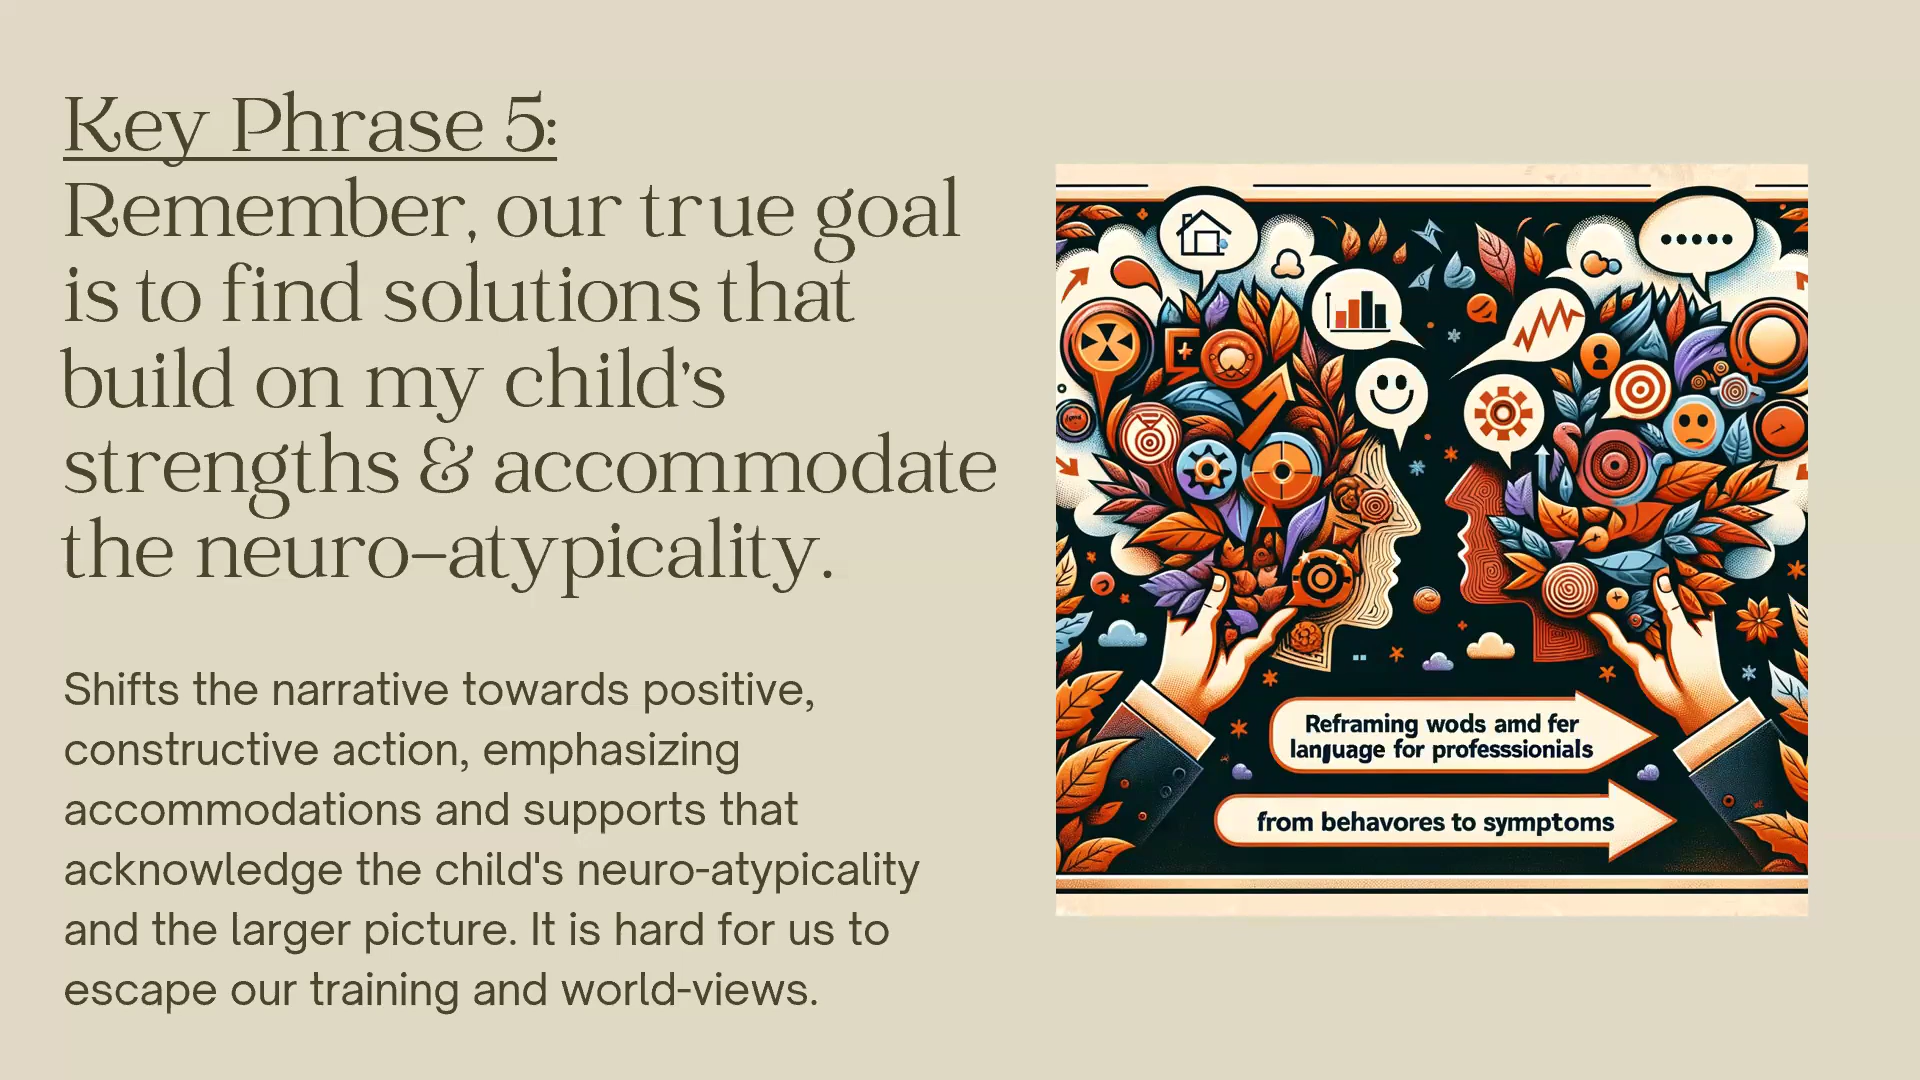 Key Phrase 5:
Remember, our true goal
is to find solutions that
build on my child's
strengths & accommodate
the neuro-atypicality.
Shifts the narrative towards positive,
constructive action, emphasizing
accommodations and supports that
acknowledge the child's neuro-atypicality
and the larger picture. It is hard for us to
escape our training and world-views.
Reframing wods amd fer
language for professsionials
from behavores to symptoms